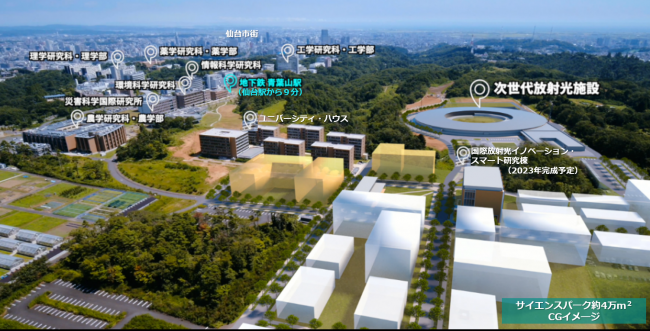 仙台市街
理学研究科・理学部
薬学研究科・薬学部
工学研究科・工学部
情報科学研究科
環境科学研究科
地下鉄 青葉山駅
（仙台駅から９分）
次世代放射光施設
災害科学国際研究所
農学研究科・農学部
ユニバーシティ・ハウス
国際放射光イノベーション・
スマート研究棟
（2023年完成予定）
サイエンスパーク約4万m²
CGイメージ